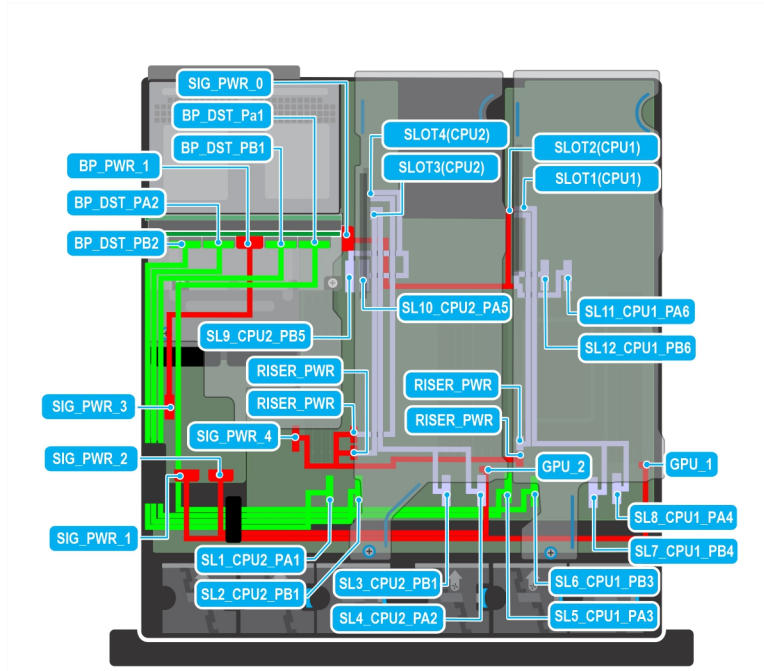 SIG_PWR_0
BP_DST_Pa1
SLOT4(CPU2)
SLOT2(CPU1)
BP_DST_PB1
BP_PWR_1
SLOT3(CPU2)
SLOT1(CPU1)
BP_DST_PA2
BP_DST_PB2
SL10_CPU2_PA5
SL11_CPU1_PA6
SL9_CPU2_PB5
SL12_CPU1_PB6
RISER_PWR
RISER_PWR
SIG_PWR_3
RISER_PWR
RISER_PWR
SIG_PWR_4
SIG_PWR_2
GPU_2
GPU_1
SIG_PWR_1
SL8_CPU1_PA4
SL7_CPU1_PB4
SL1_CPU2_PA1
SL3_CPU2_PB1
SL6_CPU1_PB3
SL2_CPU2_PB1
SL4_CPU2_PA2
SL5_CPU1_PA3